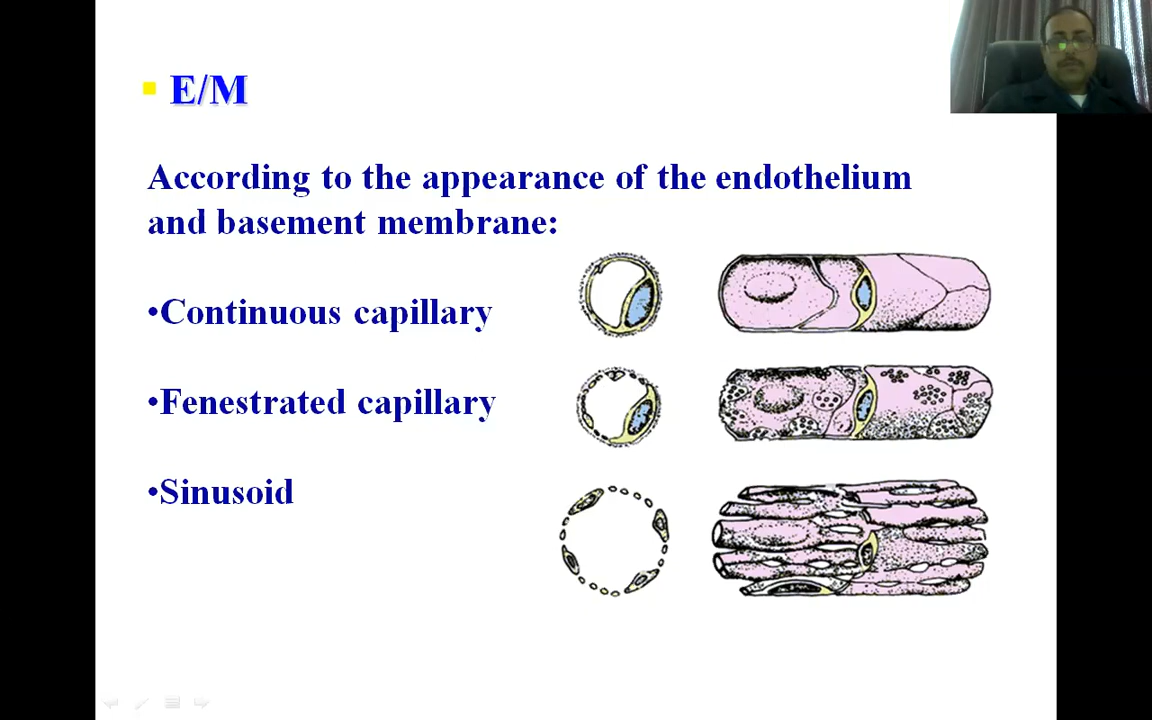 ▪ E/M
According to the appearance of the endothelium
and basement membrane:
•Continuous capillary
•Fenestrated capillary
•Sinusoid